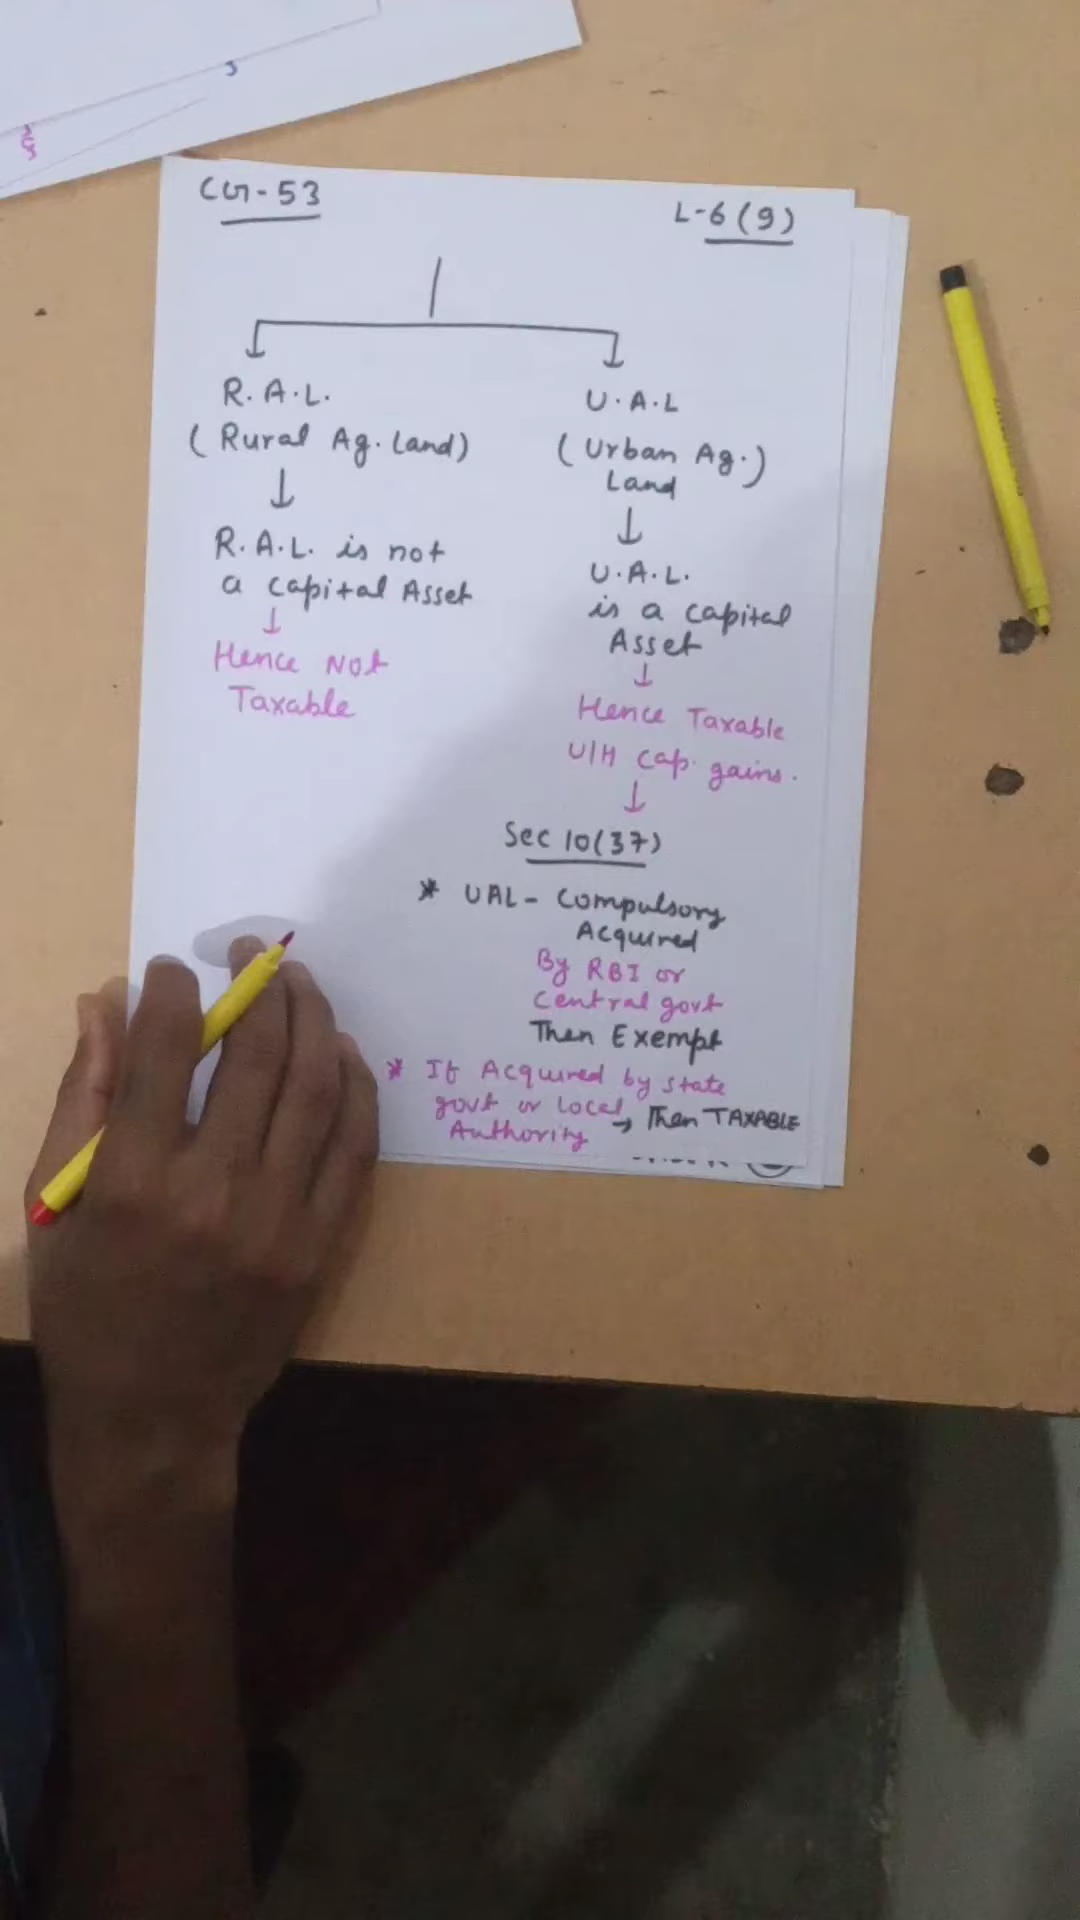 CG-53
L-6(9)
R.A.L.
(Rural Ag. Land)
R.A.L. is not
a capital Asset
Hence Not
Taxable
U.A.L
(Urban Ag.)
Land
U.A.L.
is a capital
Asset
Hence Taxable
U/H Cap. gains.
Sec 10(37)
* UAL - Compulsory
Acquired
By RBI or
Central govt
Then Exempt
* If Acquired by state
govt or Local
Authority → Then TAXABLE